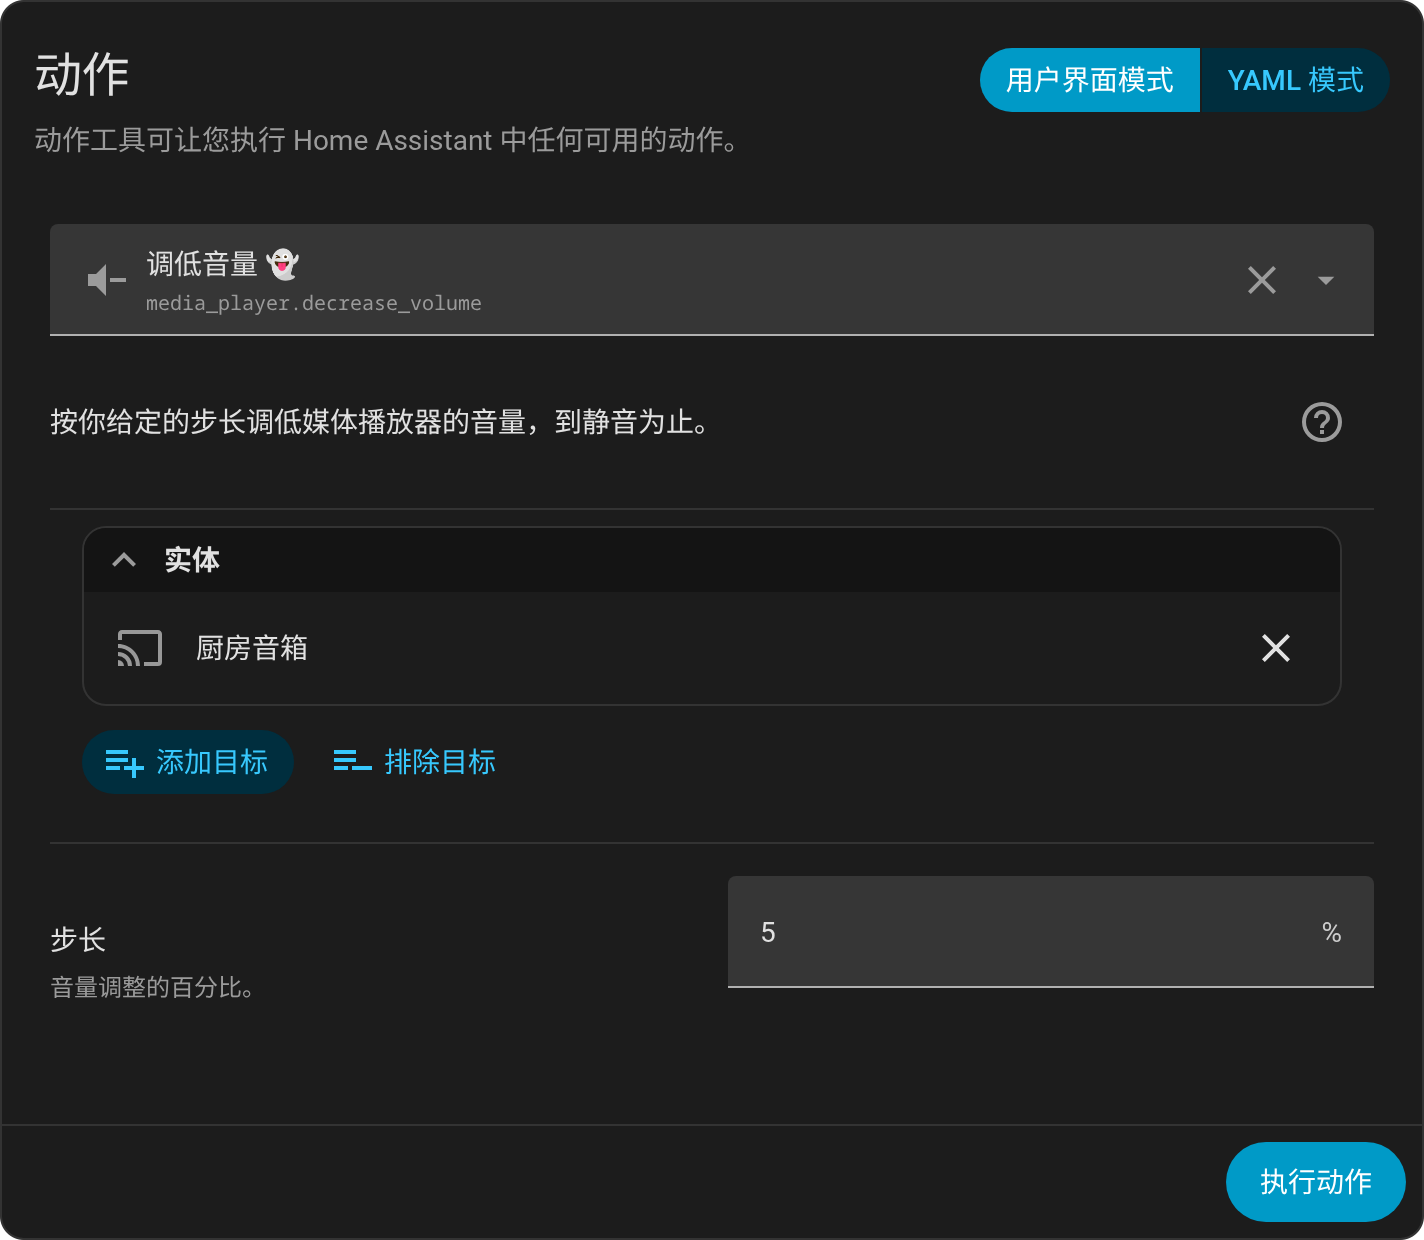 动作
用户界面模式
YAML 模式
动作工具可让您执行 Home Assistant 中任何可用的动作。
调低音量 👻
media_player.decrease_volume
按你给定的步长调低媒体播放器的音量，到静音为止。
实体
厨房音箱
添加目标
排除目标
步长
音量调整的百分比。
5
%
执行动作